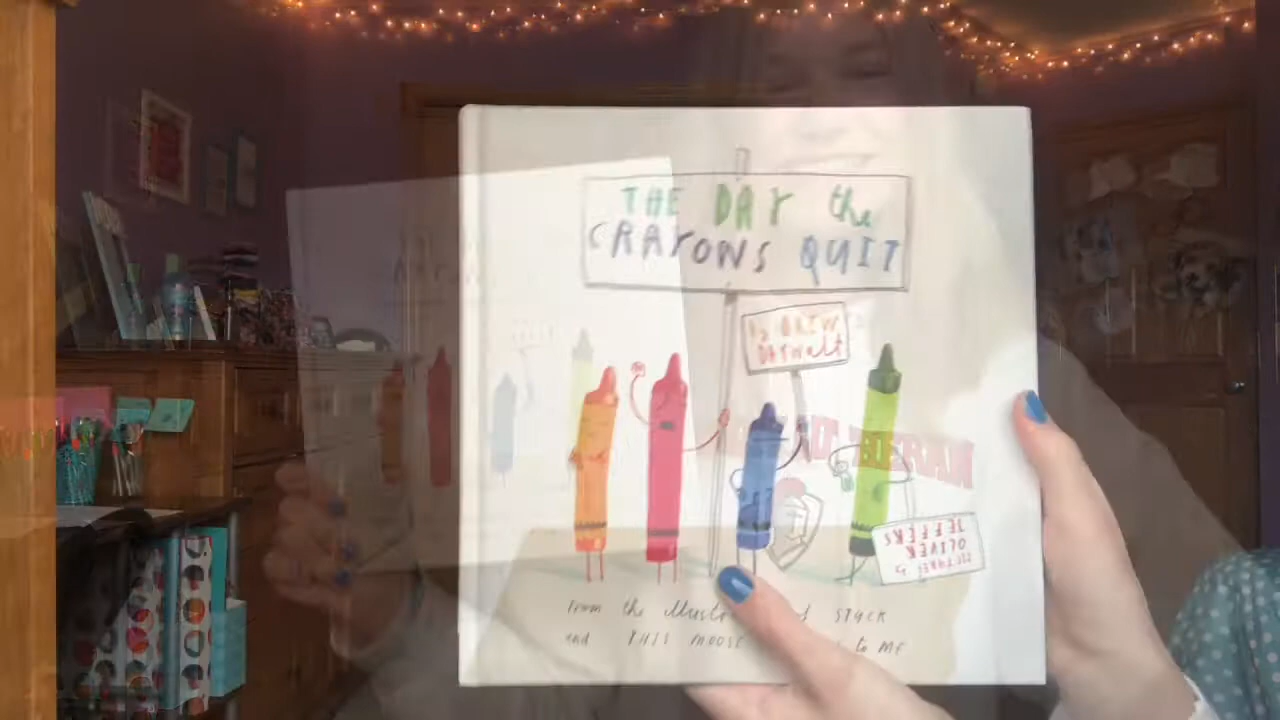 THE DAY the
CRAYONS QUIT
by DREW
DAYWALT
PICTURES by
OLIVER
JEFFERS
From the of STUCK
and THIS MOOSE to ME